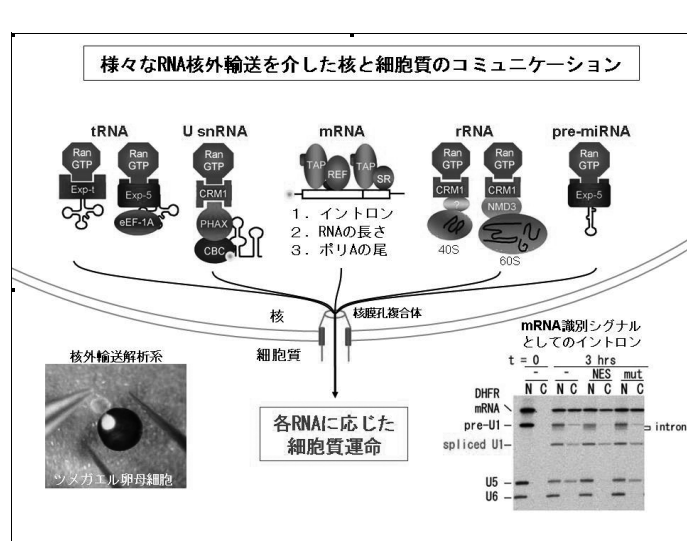 様々なRNA核外輸送を介した核と細胞質のコミュニケーション
tRNA
U snRNA
mRNA
rRNA
pre-miRNA
Ran GTP
Exp-t
Ran GTP
Exp-5
eEF-1A
Ran GTP
CRM1
PHAX
CBC
TAP
REF
TAP
SR
1．イントロン
2．RNAの長さ
3．ポリAの尾
Ran GTP
CRM1
?
40S
Ran GTP
CRM1
NMD3
60S
Ran GTP
Exp-5
核
核膜孔複合体
細胞質
核外輸送解析系
ツメガエル卵母細胞
各RNAに応じた
細胞質運命
mRNA識別シグナル
としてのイントロン
t = 0 3 hrs
- - NES mut
N C N C N C N C
DHFR
mRNA
pre-U1
intron
spliced U1
U5
U6